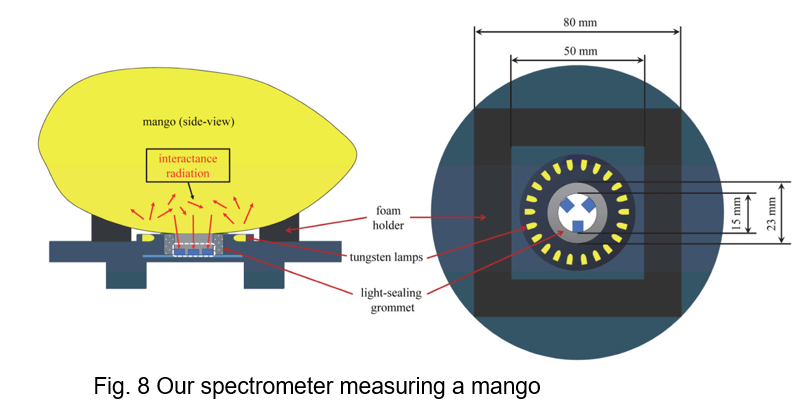 80 mm
50 mm
mango (side-view)
interactance
radiation
foam
holder
tungsten lamps
light-sealing
grommet
15 mm
23 mm
Fig. 8 Our spectrometer measuring a mango